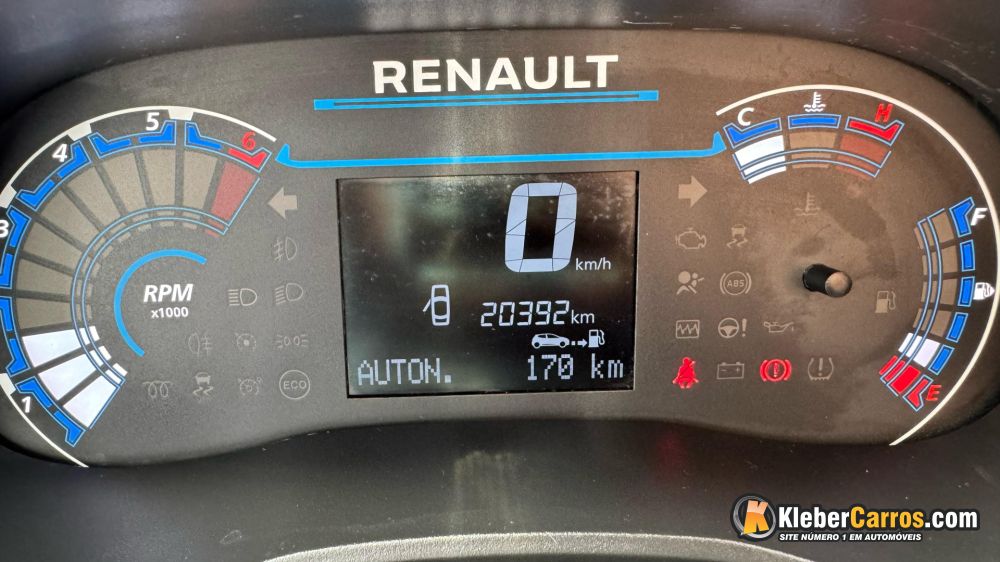 RENAULT
1
3
4
5
6
RPM
x1000
C
H
F
E
0
km/h
20392km
AUTON. 170 km
ECO
ABS
KleberCarros.com
SITE NÚMERO 1 EM AUTOMÓVEIS